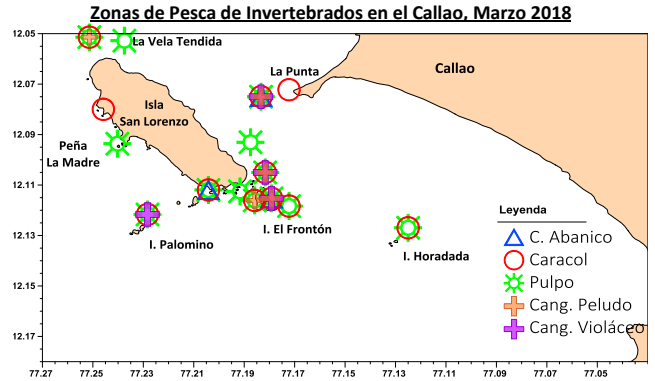 Zonas de Pesca de Invertebrados en el Callao, Marzo 2018
12.05
La Vela Tendida
La Punta
Callao
12.07
Isla
San Lorenzo
12.09
Peña
La Madre
12.11
I. El Frontón
I. Palomino
I. Horadada
12.13
12.15
12.17
Leyenda
C. Abanico
Caracol
Pulpo
Cang. Peludo
Cang. Violáceo
77.27 77.25 77.23 77.21 77.19 77.17 77.15 77.13 77.11 77.09 77.07 77.05